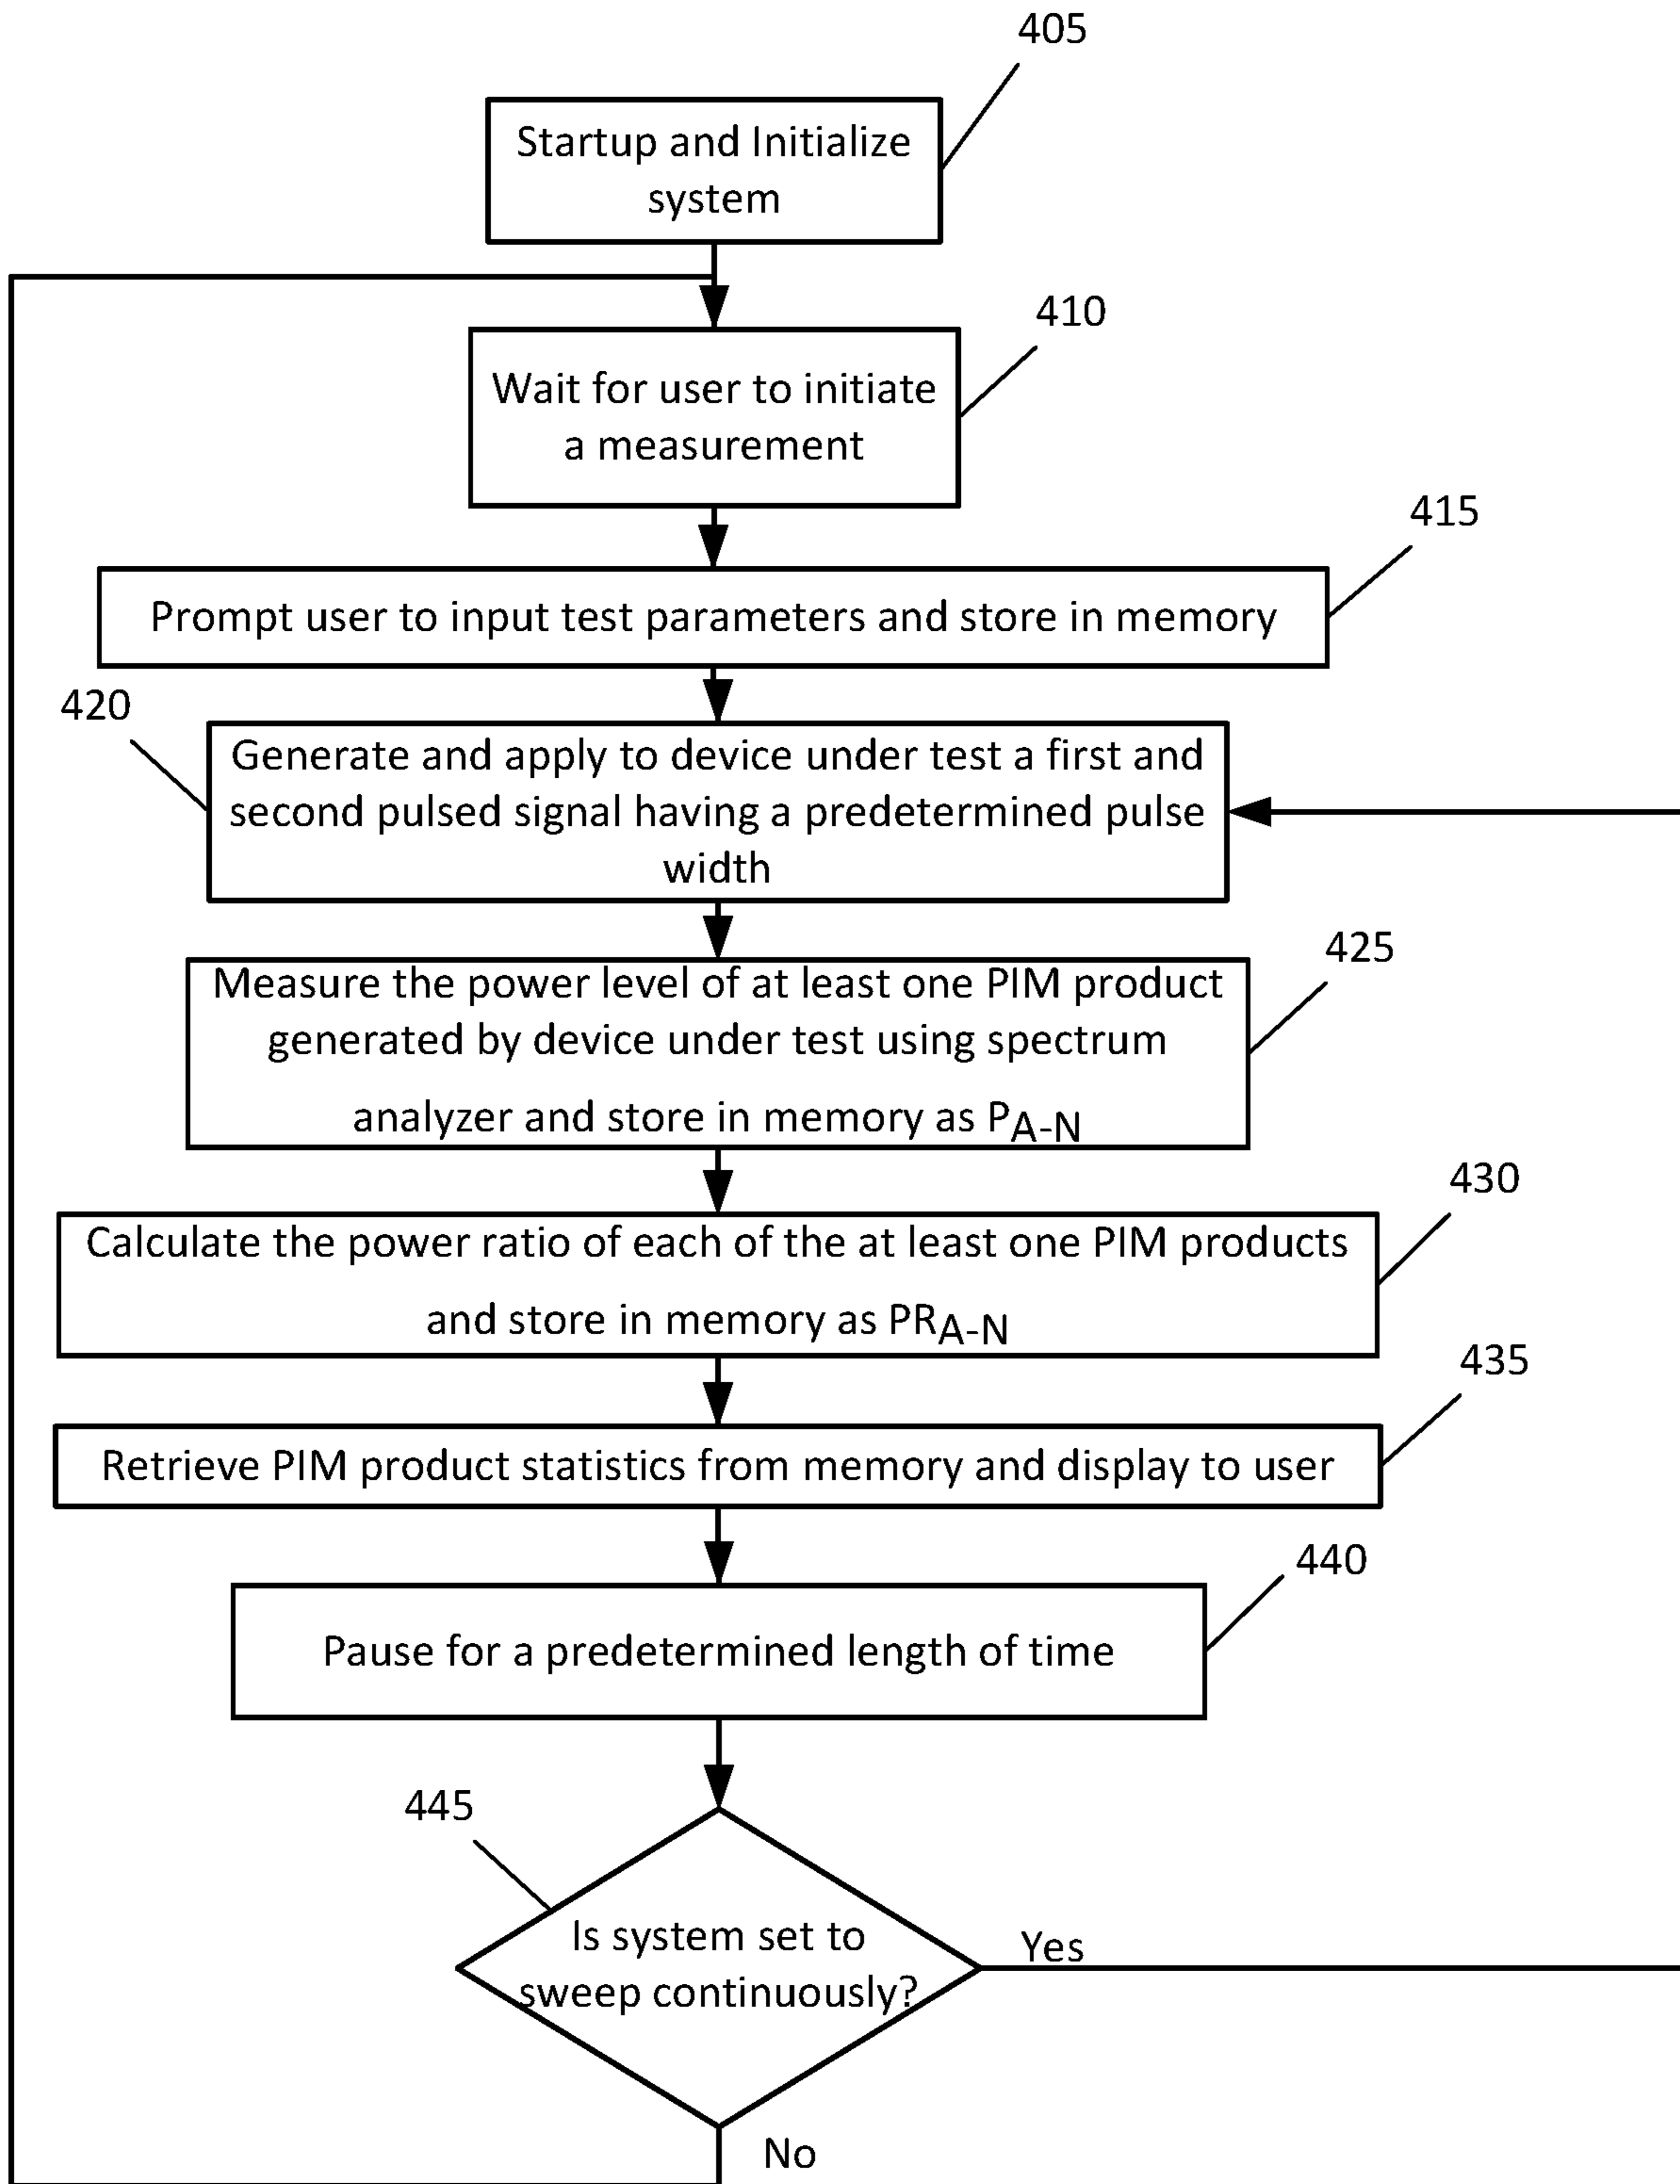 405
Startup and Initialize
system
410
Wait for user to initiate
a measurement
415
Prompt user to input test parameters and store in memory
420
Generate and apply to device under test a first and
second pulsed signal having a predetermined pulse
width
425
Measure the power level of at least one PIM product
generated by device under test using spectrum
analyzer and store in memory as PA-N
430
Calculate the power ratio of each of the at least one PIM products
and store in memory as PRA-N
435
Retrieve PIM product statistics from memory and display to user
440
Pause for a predetermined length of time
445
Is system set to
sweep continuously?
Yes
No